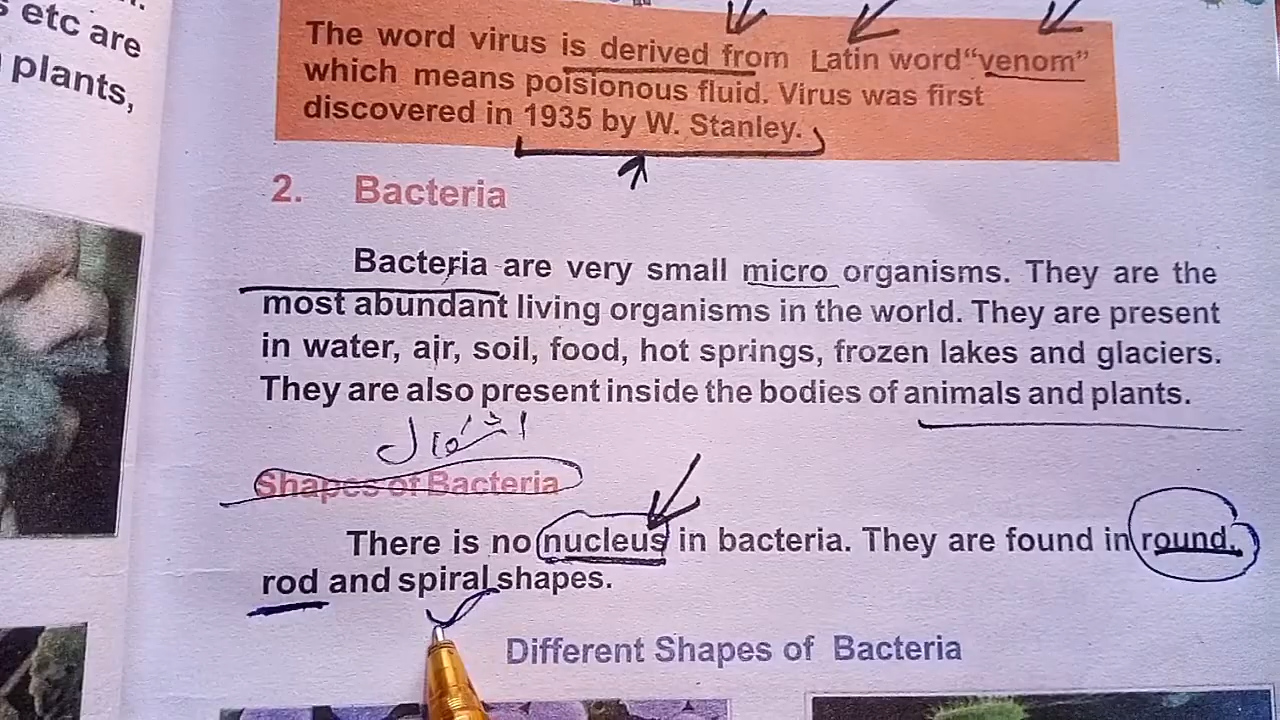 s etc are
plants,
The word virus is derived from Latin word“venom”
which means poisionous fluid. Virus was first
discovered in 1935 by W. Stanley.
2. Bacteria
Bacteria are very small micro organisms. They are the
most abundant living organisms in the world. They are present
in water, air, soil, food, hot springs, frozen lakes and glaciers.
They are also present inside the bodies of animals and plants.
اشکال
Shapes of Bacteria
There is no nucleus in bacteria. They are found in round,
rod and spiral shapes.
Different Shapes of Bacteria